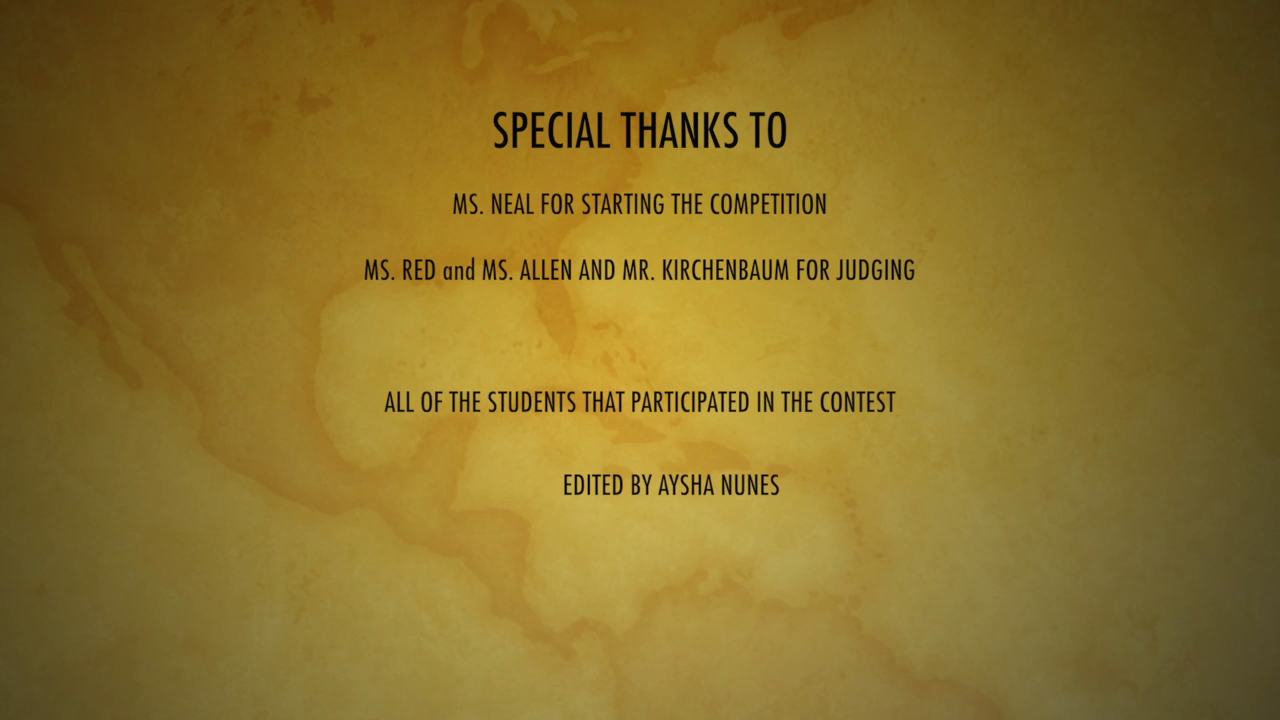 SPECIAL THANKS TO
MS. NEAL FOR STARTING THE COMPETITION
MS. RED and MS. ALLEN AND MR. KIRCHENBAUM FOR JUDGING
ALL OF THE STUDENTS THAT PARTICIPATED IN THE CONTEST
EDITED BY AYSHA NUNES